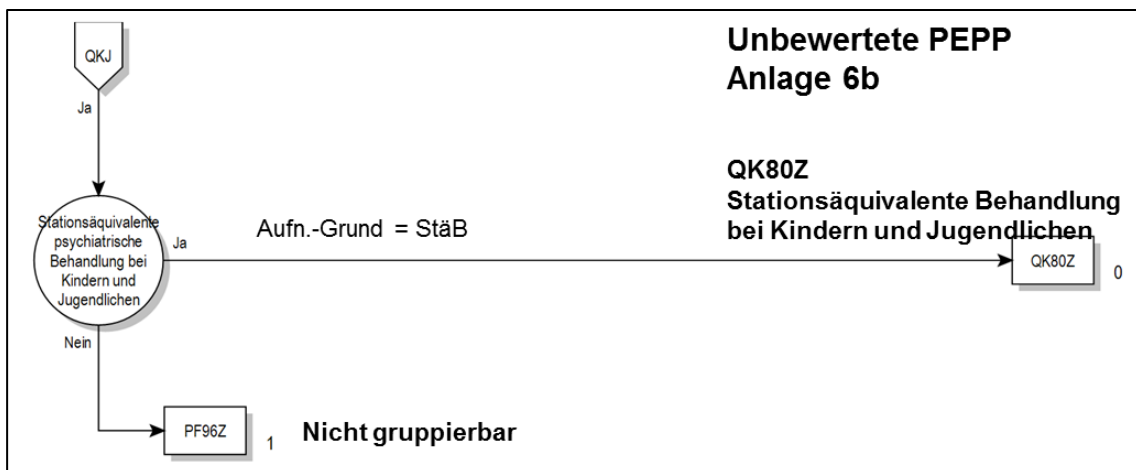 QKJ
Ja
Unbewertete PEPP
Anlage 6b
QK80Z
Stationsäquivalente Behandlung
bei Kindern und Jugendlichen
Stationsäquivalente
psychiatrische
Behandlung bei
Kindern und
Jugendlichen
Ja
Aufn.-Grund = StäB
QK80Z
0
Nein
PF96Z
1
Nicht gruppierbar